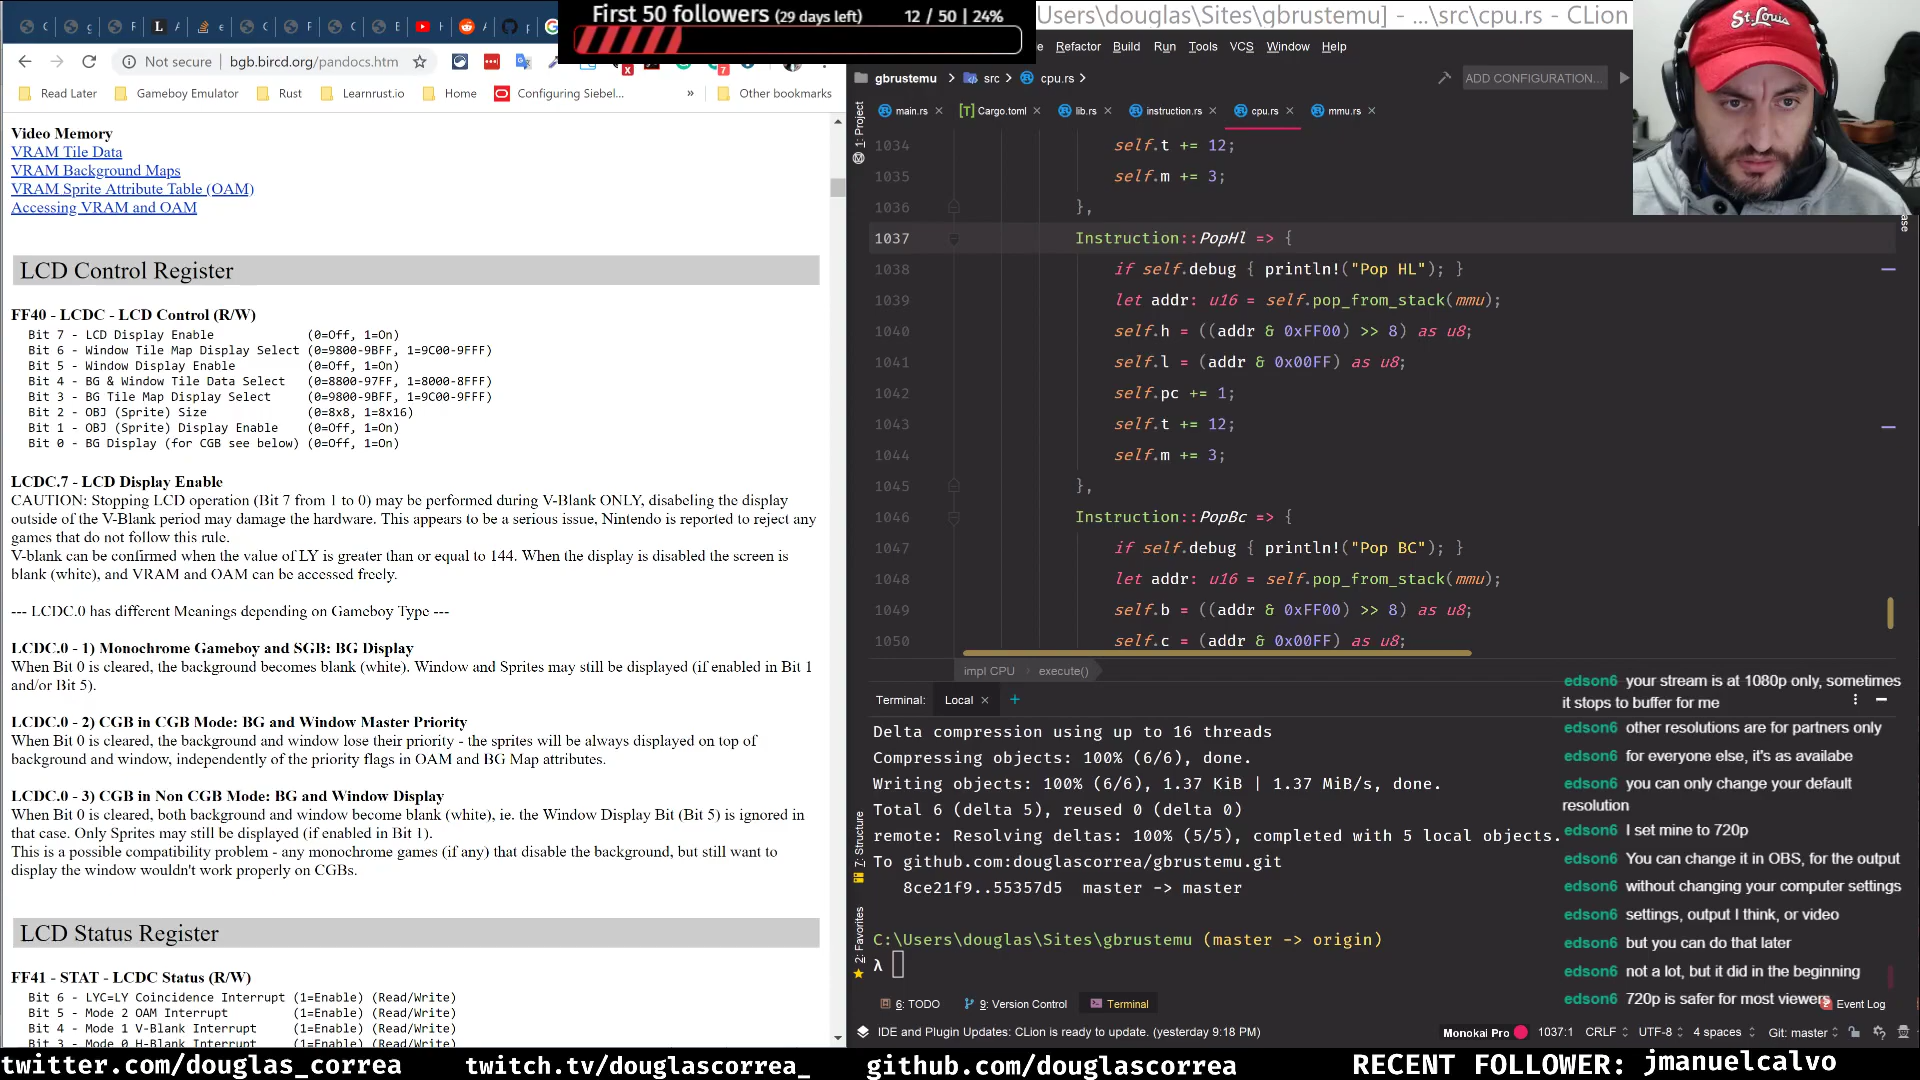 First 50 followers (29 days left) 12 / 50 | 24%
Users\douglas\Sites\gbrustemu] - ...\src\cpu.rs - CLion
Not secure | bgb.bircd.org/pandocs.htm
Read Later Gameboy Emulator Rust Learnrust.io Home Configuring Siebel... » Other bookmarks
Video Memory
VRAM Tile Data
VRAM Background Maps
VRAM Sprite Attribute Table (OAM)
Accessing VRAM and OAM
LCD Control Register
FF40 - LCDC - LCD Control (R/W)
Bit 7 - LCD Display Enable (0=Off, 1=On)
Bit 6 - Window Tile Map Display Select (0=9800-9BFF, 1=9C00-9FFF)
Bit 5 - Window Display Enable (0=Off, 1=On)
Bit 4 - BG & Window Tile Data Select (0=8800-97FF, 1=8000-8FFF)
Bit 3 - BG Tile Map Display Select (0=9800-9BFF, 1=9C00-9FFF)
Bit 2 - OBJ (Sprite) Size (0=8x8, 1=8x16)
Bit 1 - OBJ (Sprite) Display Enable (0=Off, 1=On)
Bit 0 - BG Display (for CGB see below) (0=Off, 1=On)
LCDC.7 - LCD Display Enable
CAUTION: Stopping LCD operation (Bit 7 from 1 to 0) may be performed during V-Blank ONLY, disabeling the display
outside of the V-Blank period may damage the hardware. This appears to be a serious issue, Nintendo is reported to reject any
games that do not follow this rule.
V-blank can be confirmed when the value of LY is greater than or equal to 144. When the display is disabled the screen is
blank (white), and VRAM and OAM can be accessed freely.
--- LCDC.0 has different Meanings depending on Gameboy Type ---
LCDC.0 - 1) Monochrome Gameboy and SGB: BG Display
When Bit 0 is cleared, the background becomes blank (white). Window and Sprites may still be displayed (if enabled in Bit 1
and/or Bit 5).
LCDC.0 - 2) CGB in CGB Mode: BG and Window Master Priority
When Bit 0 is cleared, the background and window lose their priority - the sprites will be always displayed on top of
background and window, independently of the priority flags in OAM and BG Map attributes.
LCDC.0 - 3) CGB in Non CGB Mode: BG and Window Display
When Bit 0 is cleared, both background and window become blank (white), ie. the Window Display Bit (Bit 5) is ignored in
that case. Only Sprites may still be displayed (if enabled in Bit 1).
This is a possible compatibility problem - any monochrome games (if any) that disable the background, but still want to
display the window wouldn't work properly on CGBs.
LCD Status Register
FF41 - STAT - LCDC Status (R/W)
Bit 6 - LYC=LY Coincidence Interrupt (1=Enable) (Read/Write)
Bit 5 - Mode 2 OAM Interrupt (1=Enable) (Read/Write)
Bit 4 - Mode 1 V-Blank Interrupt (1=Enable) (Read/Write)
Bit 3 - Mode 0 H-Blank Interrupt (1=Enable) (Read/Write)
Refactor Build Run Tools VCS Window Help
gbrustemu src cpu.rs
ADD CONFIGURATION...
main.rs Cargo.toml lib.rs instruction.rs cpu.rs mmu.rs
1: Project
1034 self.t += 12;
1035 self.m += 3;
1036 },
1037 Instruction::PopHl => {
1038 if self.debug { println!("Pop HL"); }
1039 let addr: u16 = self.pop_from_stack(mmu);
1040 self.h = ((addr & 0xFF00) >> 8) as u8;
1041 self.l = (addr & 0x00FF) as u8;
1042 self.pc += 1;
1043 self.t += 12;
1044 self.m += 3;
1045 },
1046 Instruction::PopBc => {
1047 if self.debug { println!("Pop BC"); }
1048 let addr: u16 = self.pop_from_stack(mmu);
1049 self.b = ((addr & 0xFF00) >> 8) as u8;
1050 self.c = (addr & 0x00FF) as u8;
impl CPU execute()
Terminal: Local +
Delta compression using up to 16 threads
Compressing objects: 100% (6/6), done.
Writing objects: 100% (6/6), 1.37 KiB | 1.37 MiB/s, done.
Total 6 (delta 5), reused 0 (delta 0)
remote: Resolving deltas: 100% (5/5), completed with 5 local objects.
To github.com:douglascorrea/gbrustemu.git
8ce21f9..55357d5 master -> master
C:\Users\douglas\Sites\gbrustemu (master -> origin)
λ
7: Structure
2: Favorites
6: TODO 9: Version Control Terminal
Event Log
IDE and Plugin Updates: CLion is ready to update. (yesterday 9:18 PM)
Monokai Pro 1037:1 CRLF UTF-8 4 spaces Git: master
St. Louis
edson6 your stream is at 1080p only, sometimes
it stops to buffer for me
edson6 other resolutions are for partners only
edson6 for everyone else, it's as availabe
edson6 you can only change your default
resolution
edson6 I set mine to 720p
edson6 You can change it in OBS, for the output
edson6 without changing your computer settings
edson6 settings, output I think, or video
edson6 but you can do that later
edson6 not a lot, but it did in the beginning
edson6 720p is safer for most viewers
twitter.com/douglas_correa twitch.tv/douglascorrea_ github.com/douglascorrea RECENT FOLLOWER: jmanuelcalvo